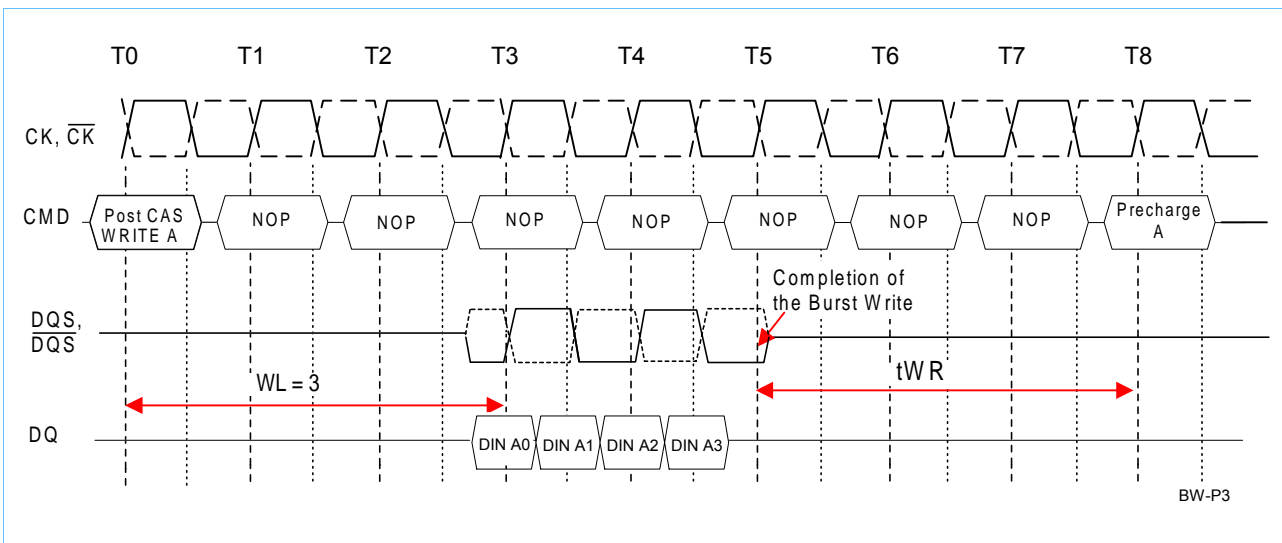 T0 T1 T2 T3 T4 T5 T6 T7 T8
CK, CK
CMD
Post CAS
WRITE A
NOP NOP NOP NOP NOP NOP NOP
Precharge
A
Completion of
the Burst Write
DQS,
DQS
WL = 3
tWR
DQ
DIN A0 DIN A1 DIN A2 DIN A3
BW-P3